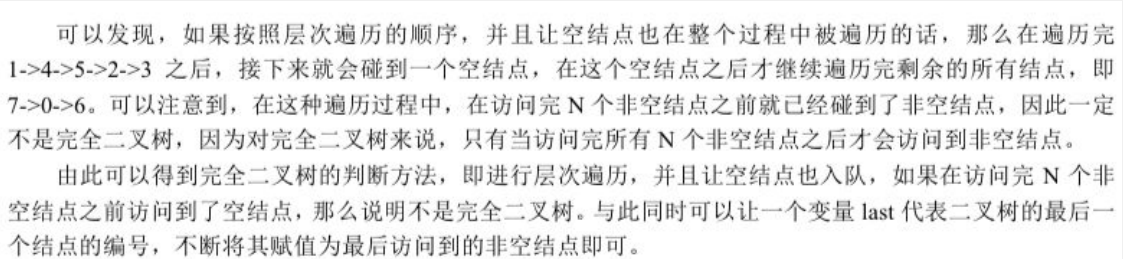 可以发现，如果按照层次遍历的顺序，并且让空结点也在整个过程中被遍历的话，那么在遍历完
1->4->5->2->3 之后，接下来就会碰到一个空结点，在这个空结点之后才继续遍历完剩余的所有结点，即
7->0->6。可以注意到，在这种遍历过程中，在访问完 N 个非空结点之前就已经碰到了非空结点，因此一定
不是完全二叉树，因为对完全二叉树来说，只有当访问完所有 N 个非空结点之后才会访问到非空结点。
由此可以得到完全二叉树的判断方法，即进行层次遍历，并且让空结点也入队，如果在访问完 N 个非
空结点之前访问到了空结点，那么说明不是完全二叉树。与此同时可以让一个变量 last 代表二叉树的最后一
个结点的编号，不断将其赋值为最后访问到的非空结点即可。